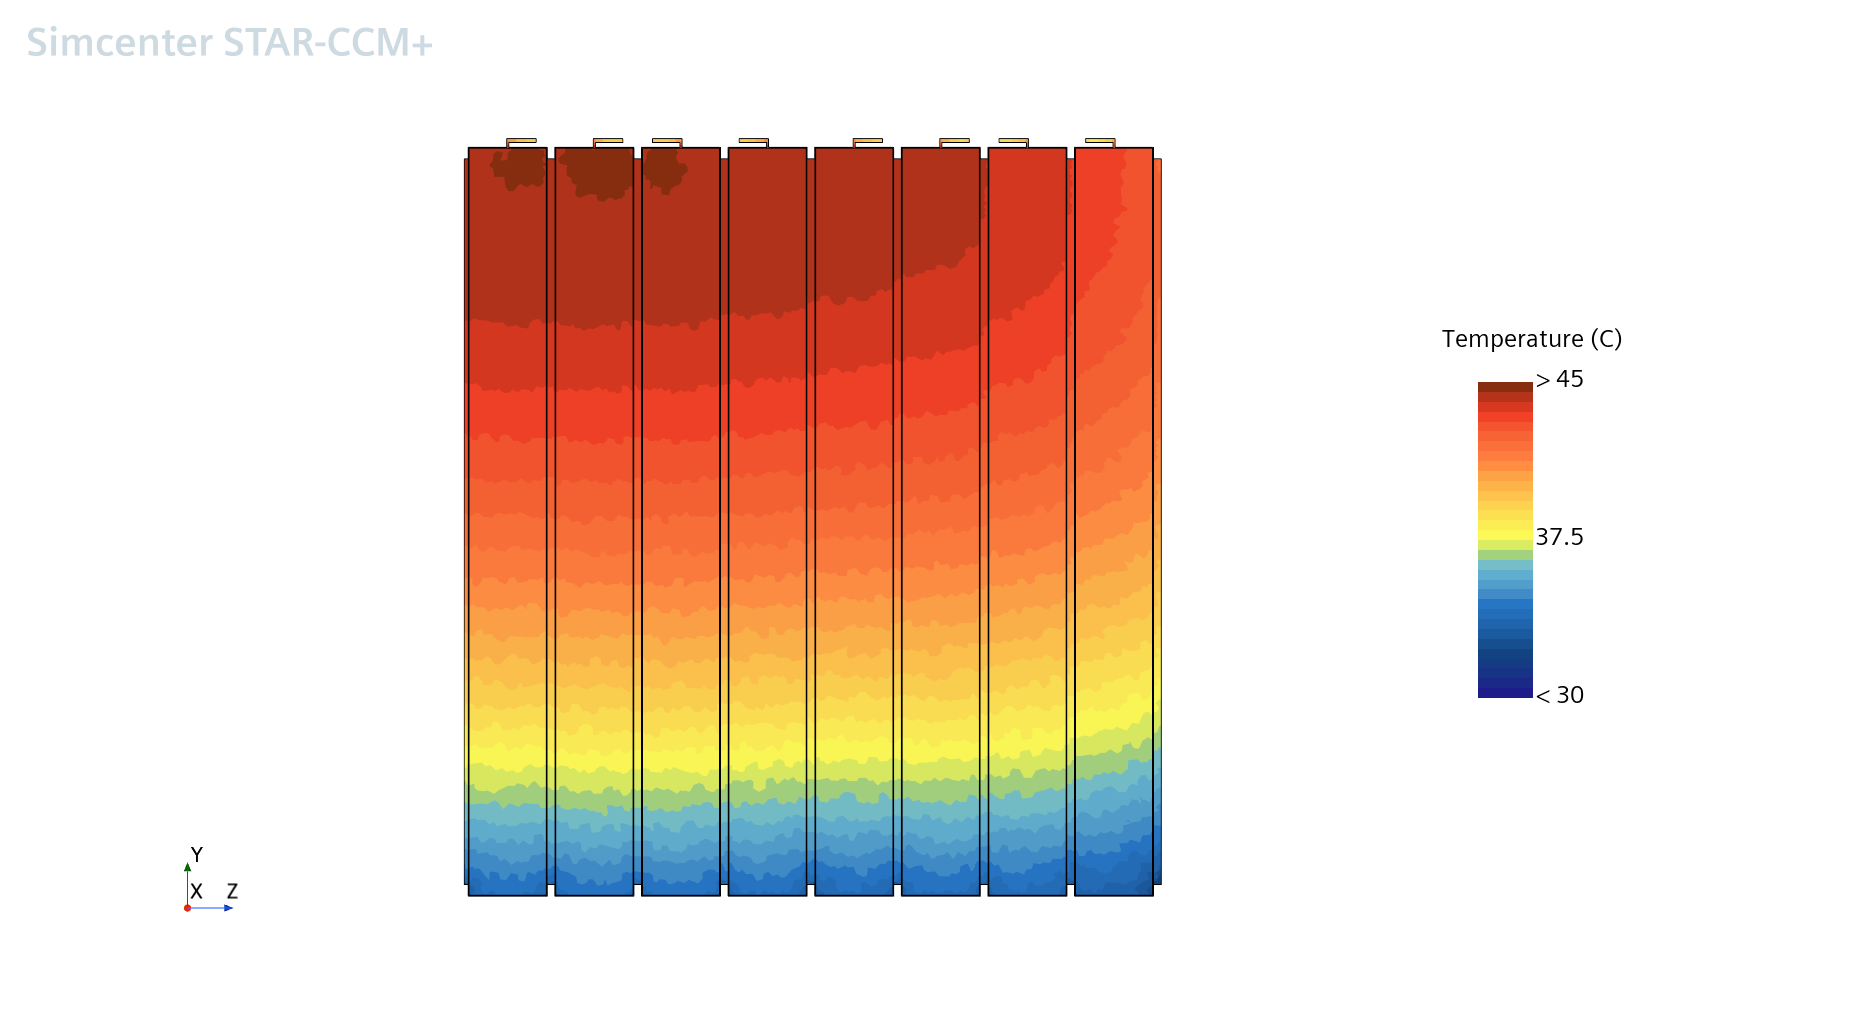 Simcenter STAR-CCM+
Temperature (C)
> 45
37.5
< 30
Y
X Z